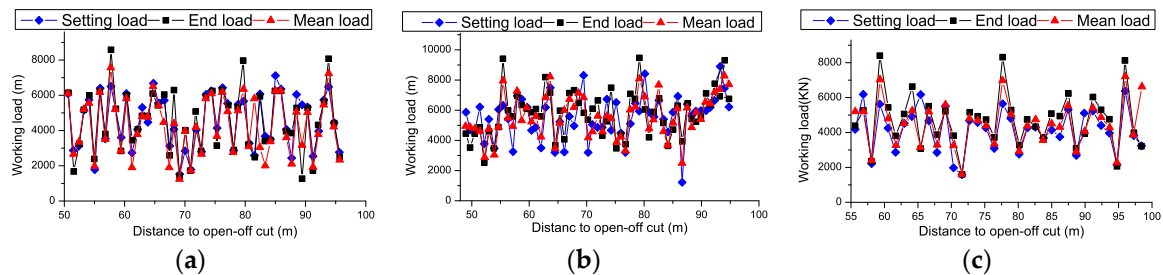 Setting load End load Mean load
Working load (m)
8000
6000
4000
2000
0
50 60 70 80 90 100
Distance to open-off cut (m)
(a)
Setting load End load Mean load
Working load (m)
10000
8000
6000
4000
2000
0
50 60 70 80 90 100
Distanc to open-off cut (m)
(b)
Setting load End load Mean load
Working load(KN)
8000
6000
4000
2000
0
55 60 65 70 75 80 85 90 95 100
Distance to open-off cut (m)
(c)